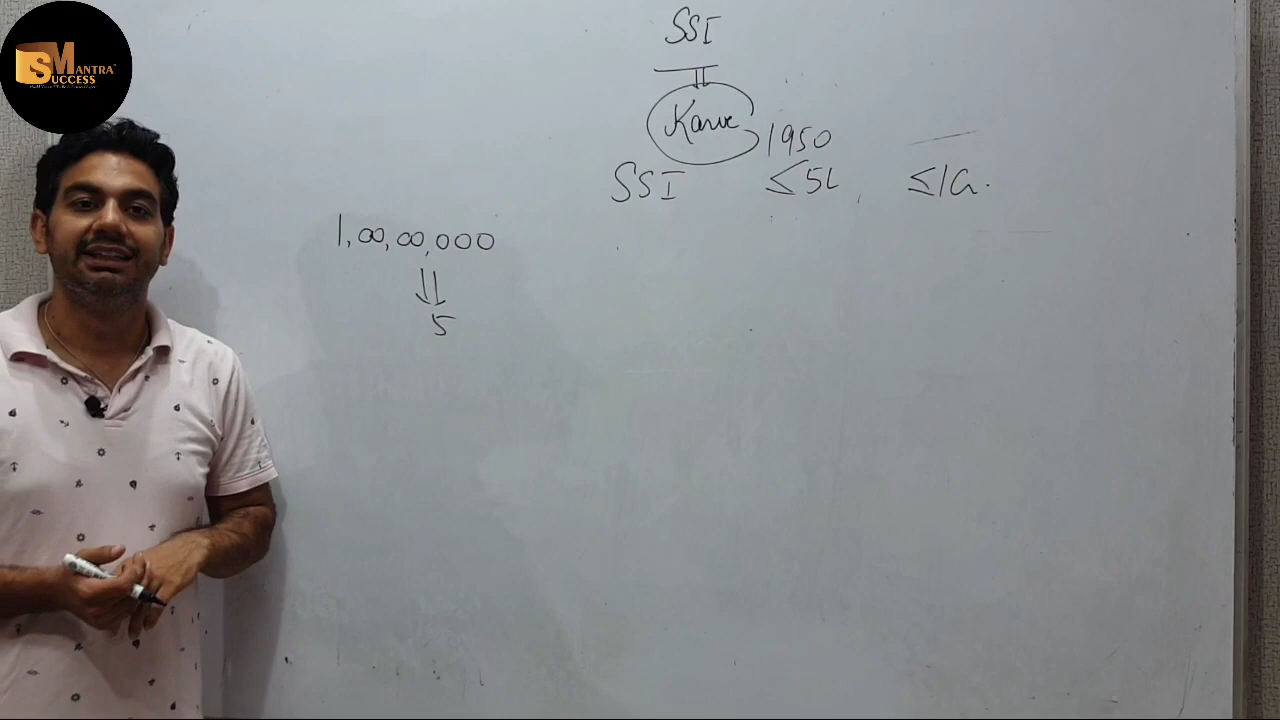 SUCCESS MANTRA
SSI
Karve
1950
SSI ≤5L, ≤1Cr.
1,00,00,000
5